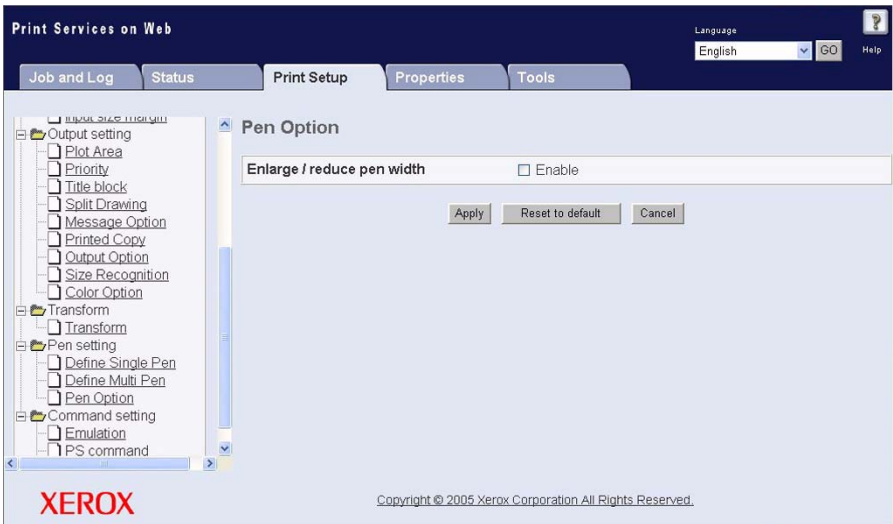 Print Services on Web
Language
English
GO
Help
Job and Log
Status
Print Setup
Properties
Tools
Input size margin
Output setting
Plot Area
Priority
Title block
Split Drawing
Message Option
Printed Copy
Output Option
Size Recognition
Color Option
Transform
Transform
Pen setting
Define Single Pen
Define Multi Pen
Pen Option
Command setting
Emulation
PS command
Pen Option
Enlarge / reduce pen width
Enable
Apply
Reset to default
Cancel
XEROX
Copyright © 2005 Xerox Corporation All Rights Reserved.